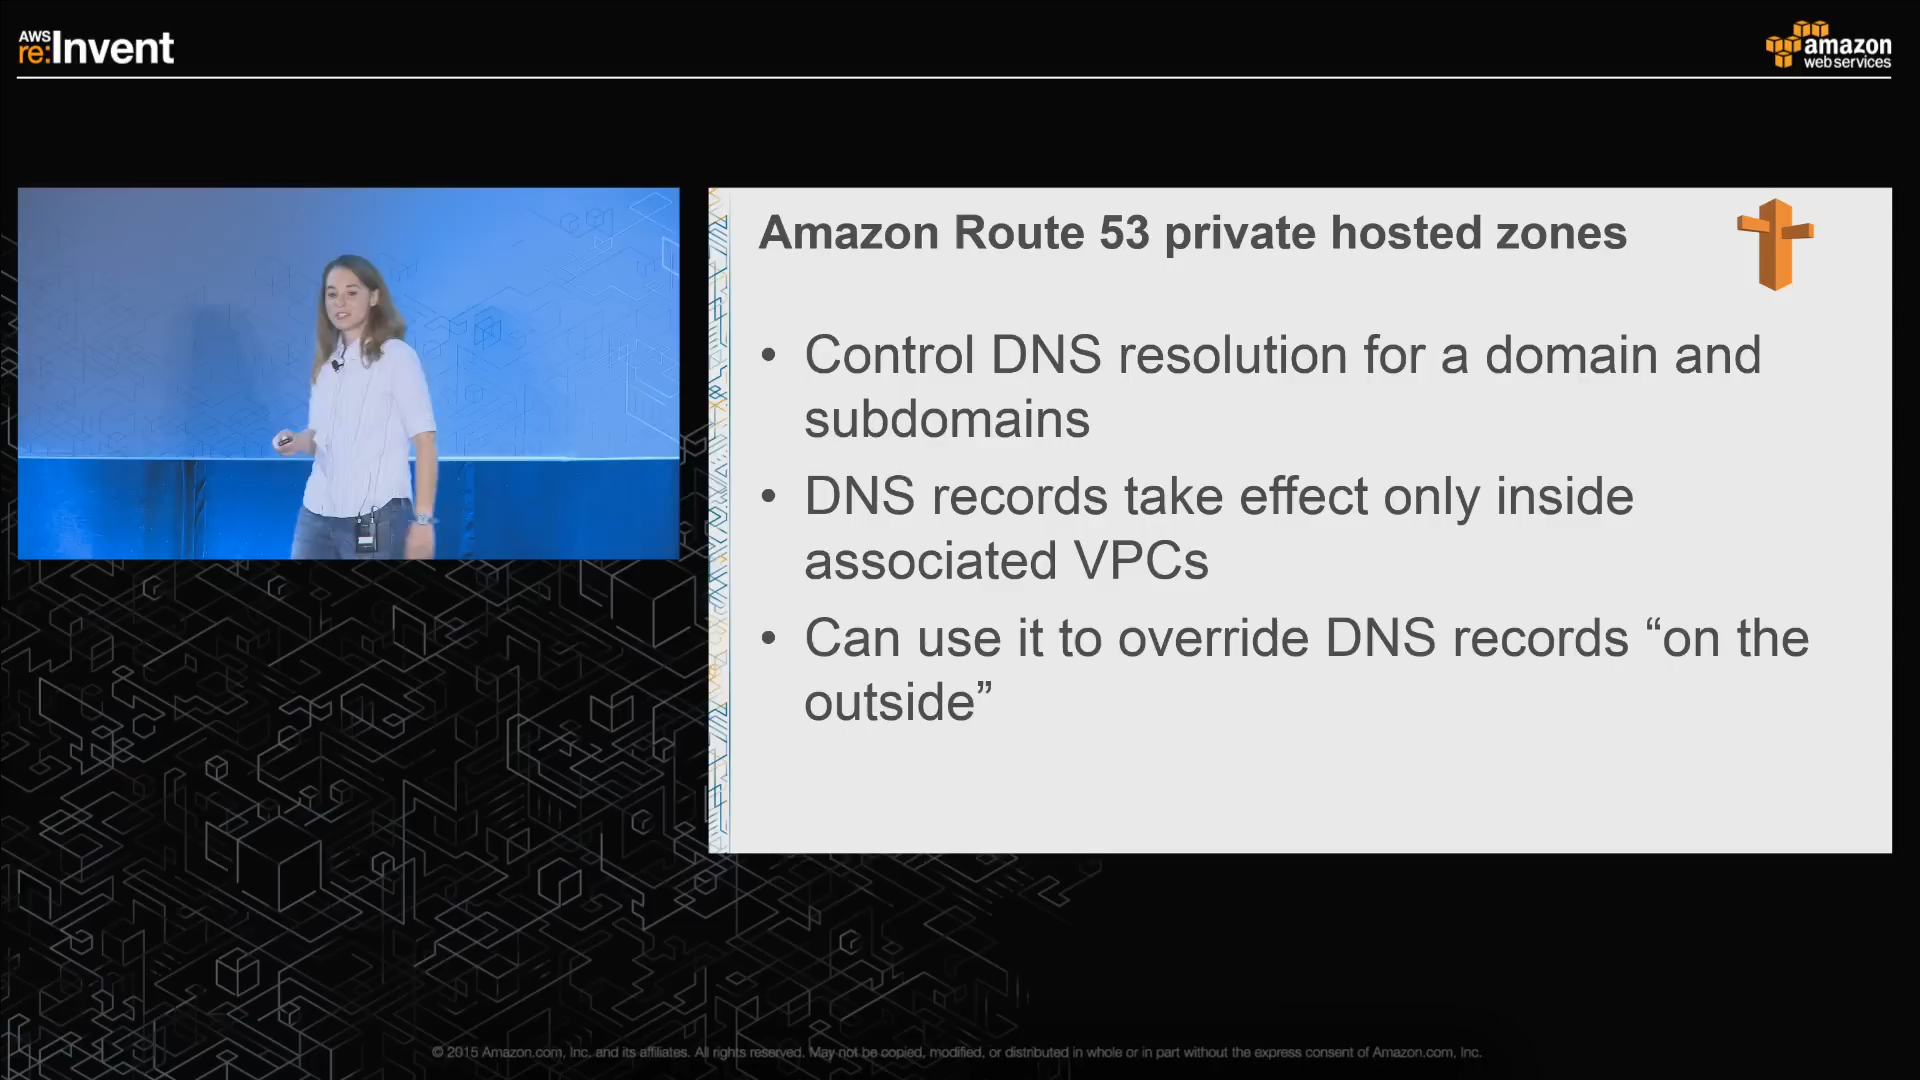 AWS
re:Invent
amazon
webservices
Amazon Route 53 private hosted zones
• Control DNS resolution for a domain and
subdomains
• DNS records take effect only inside
associated VPCs
• Can use it to override DNS records “on the
outside”
© 2015 Amazon.com, Inc. and its affiliates. All rights reserved. May not be copied, modified, or distributed in whole or in part without the express consent of Amazon.com, Inc.